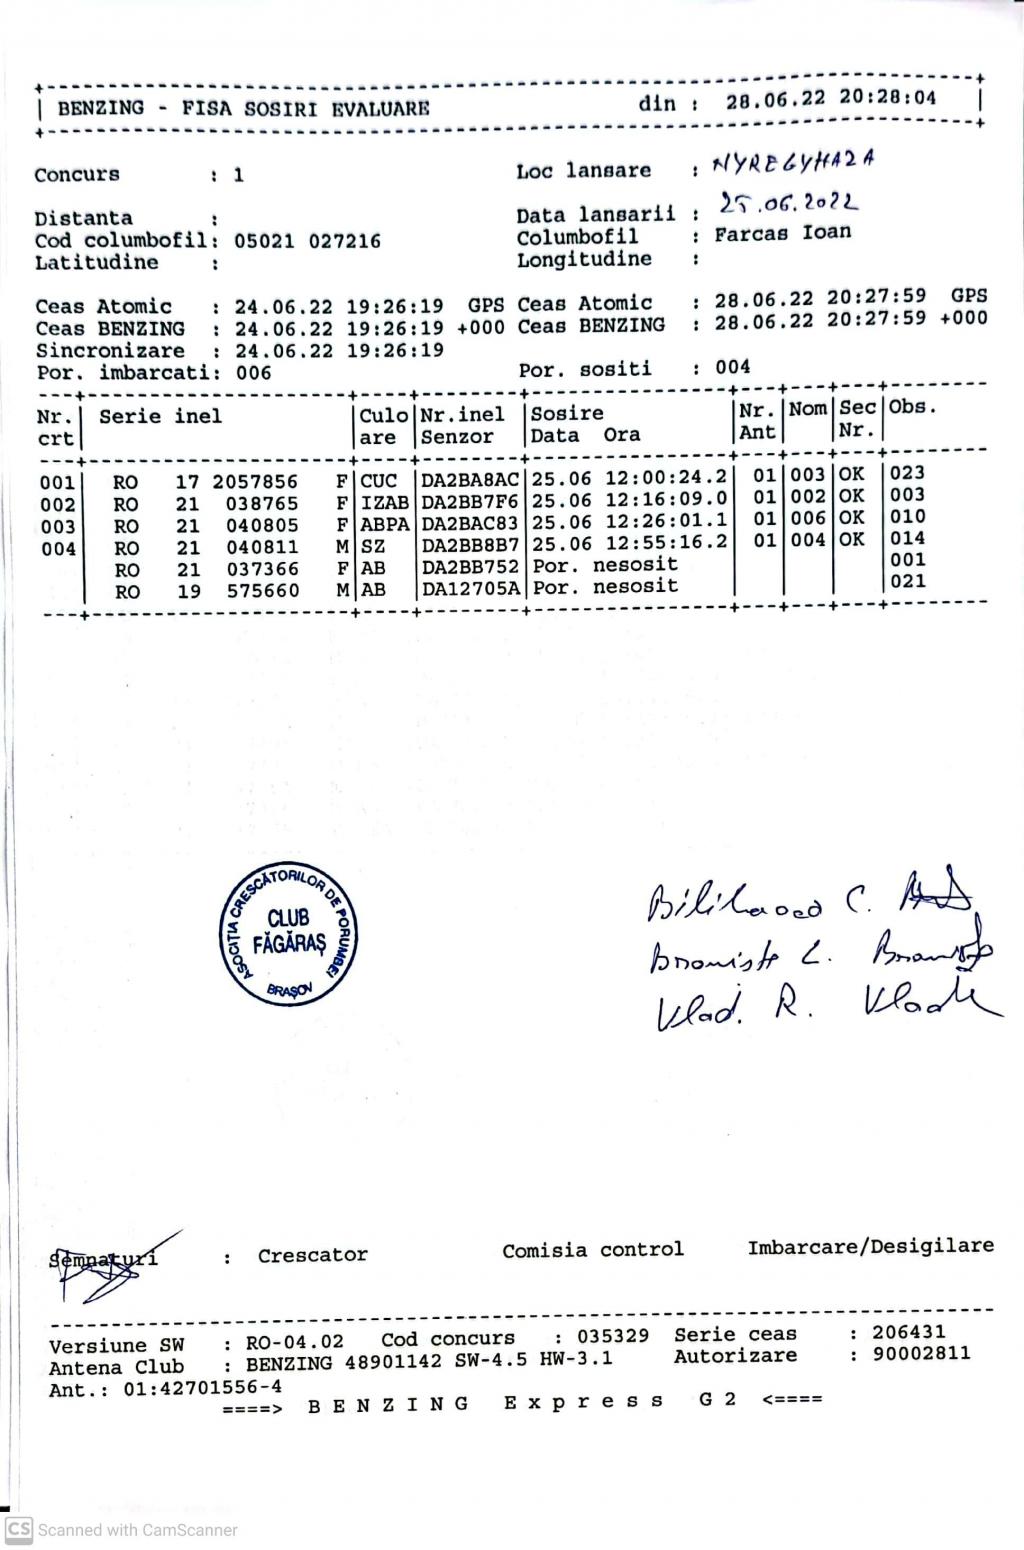 BENZING - FISA SOSIRI EVALUARE din : 28.06.22 20:28:04
Concurs : 1 Loc lansare : NYREGYHAZA
Distanta : Data lansarii : 25.06.2022
Cod columbofil: 05021 027216 Columbofil : Farcas Ioan
Latitudine : Longitudine :
Ceas Atomic : 24.06.22 19:26:19 GPS Ceas Atomic : 28.06.22 20:27:59 GPS
Ceas BENZING : 24.06.22 19:26:19 +000 Ceas BENZING : 28.06.22 20:27:59 +000
Sincronizare : 24.06.22 19:26:19
Por. imbarcati: 006 Por. sositi : 004
Nr. Serie inel Culo Nr.inel Sosire Nr. Nom Sec Obs.
crt are Senzor Data Ora Ant Nr.
001 RO 17 2057856 F CUC DA2BA8AC 25.06 12:00:24.2 01 003 OK 023
002 RO 21 038765 F IZAB DA2BB7F6 25.06 12:16:09.0 01 002 OK 003
003 RO 21 040805 F ABPA DA2BAC83 25.06 12:26:01.1 01 006 OK 010
004 RO 21 040811 M SZ DA2BB8B7 25.06 12:55:16.2 01 004 OK 014
RO 21 037366 F AB DA2BB752 Por. nesosit 001
RO 19 575660 M AB DA12705A Por. nesosit 021
ASOCIȚIA CRESCĂTORILOR DE PORUMBEI
CLUB
FĂGĂRAȘ
BRAȘOV
C.
L.
Vlad. R. Vlad
Semnaturi : Crescator Comisia control Imbarcare/Desigilare
Versiune SW : RO-04.02 Cod concurs : 035329 Serie ceas : 206431
Antena Club : BENZING 48901142 SW-4.5 HW-3.1 Autorizare : 90002811
Ant.: 01:42701556-4
====> B E N Z I N G E x p r e s s G 2 <====
CS Scanned with CamScanner